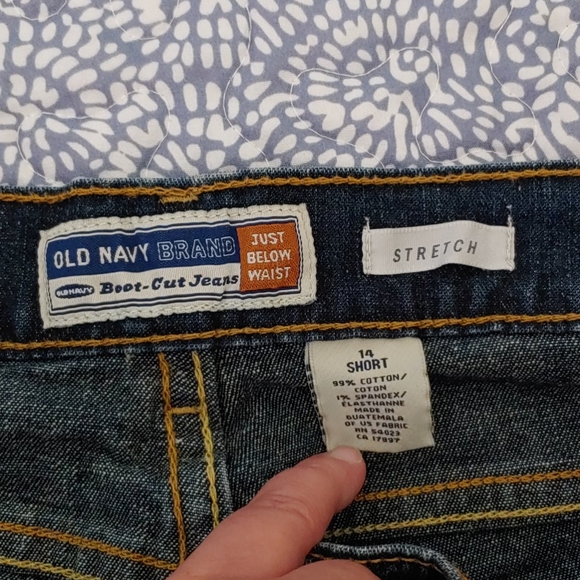 OLD NAVY BRAND
OLD NAVY Boot-Cut Jeans
JUST
BELOW
WAIST
STRETCH
14
SHORT
99% COTTON/
COTON
1% SPANDEX/
ÉLASTHANNE
MADE IN
GUATEMALA
OF US FABRIC
RN 54023
CA 17897